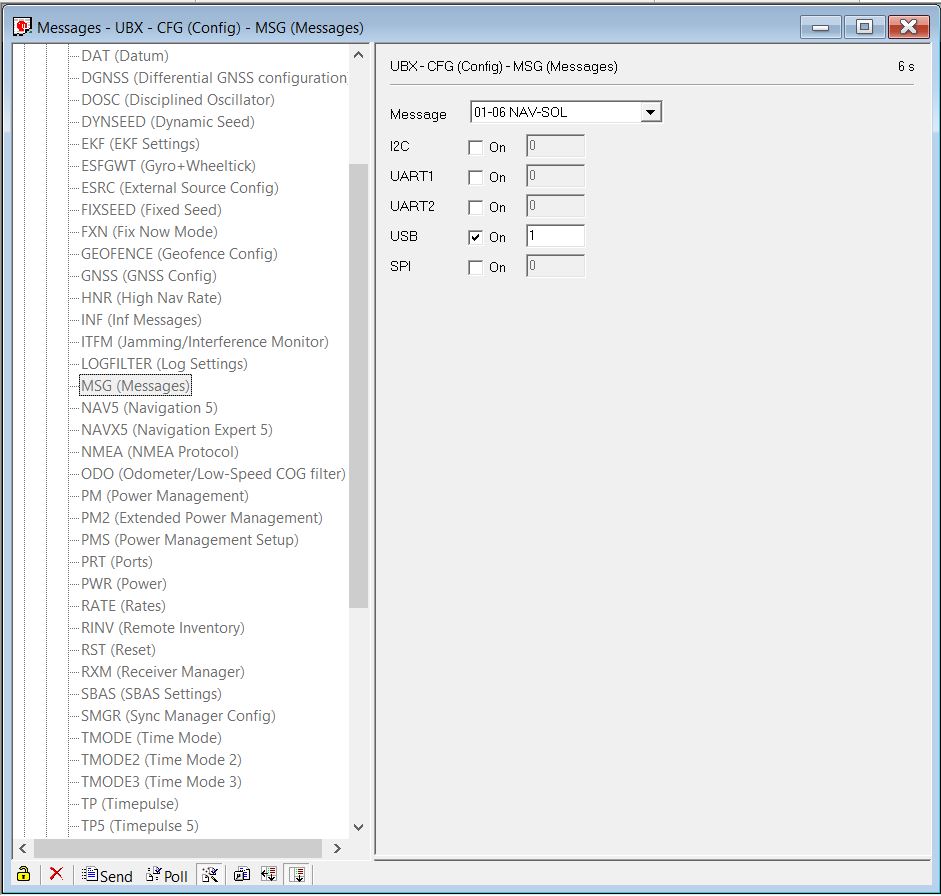 Messages - UBX - CFG (Config) - MSG (Messages)
DAT (Datum)
DGNSS (Differential GNSS configuration
DOSC (Disciplined Oscillator)
DYNSEED (Dynamic Seed)
EKF (EKF Settings)
ESFGWT (Gyro+Wheeltick)
ESRC (External Source Config)
FIXSEED (Fixed Seed)
FXN (Fix Now Mode)
GEOFENCE (Geofence Config)
GNSS (GNSS Config)
HNR (High Nav Rate)
INF (Inf Messages)
ITFM (Jamming/Interference Monitor)
LOGFILTER (Log Settings)
MSG (Messages)
NAV5 (Navigation 5)
NAVX5 (Navigation Expert 5)
NMEA (NMEA Protocol)
ODO (Odometer/Low-Speed COG filter)
PM (Power Management)
PM2 (Extended Power Management)
PMS (Power Management Setup)
PRT (Ports)
PWR (Power)
RATE (Rates)
RINV (Remote Inventory)
RST (Reset)
RXM (Receiver Manager)
SBAS (SBAS Settings)
SMGR (Sync Manager Config)
TMODE (Time Mode)
TMODE2 (Time Mode 2)
TMODE3 (Time Mode 3)
TP (Timepulse)
TP5 (Timepulse 5)
UBX - CFG (Config) - MSG (Messages) 6 s
Message 01-06 NAV-SOL
I2C On 0
UART1 On 0
UART2 On 0
USB On 1
SPI On 0
Send Poll